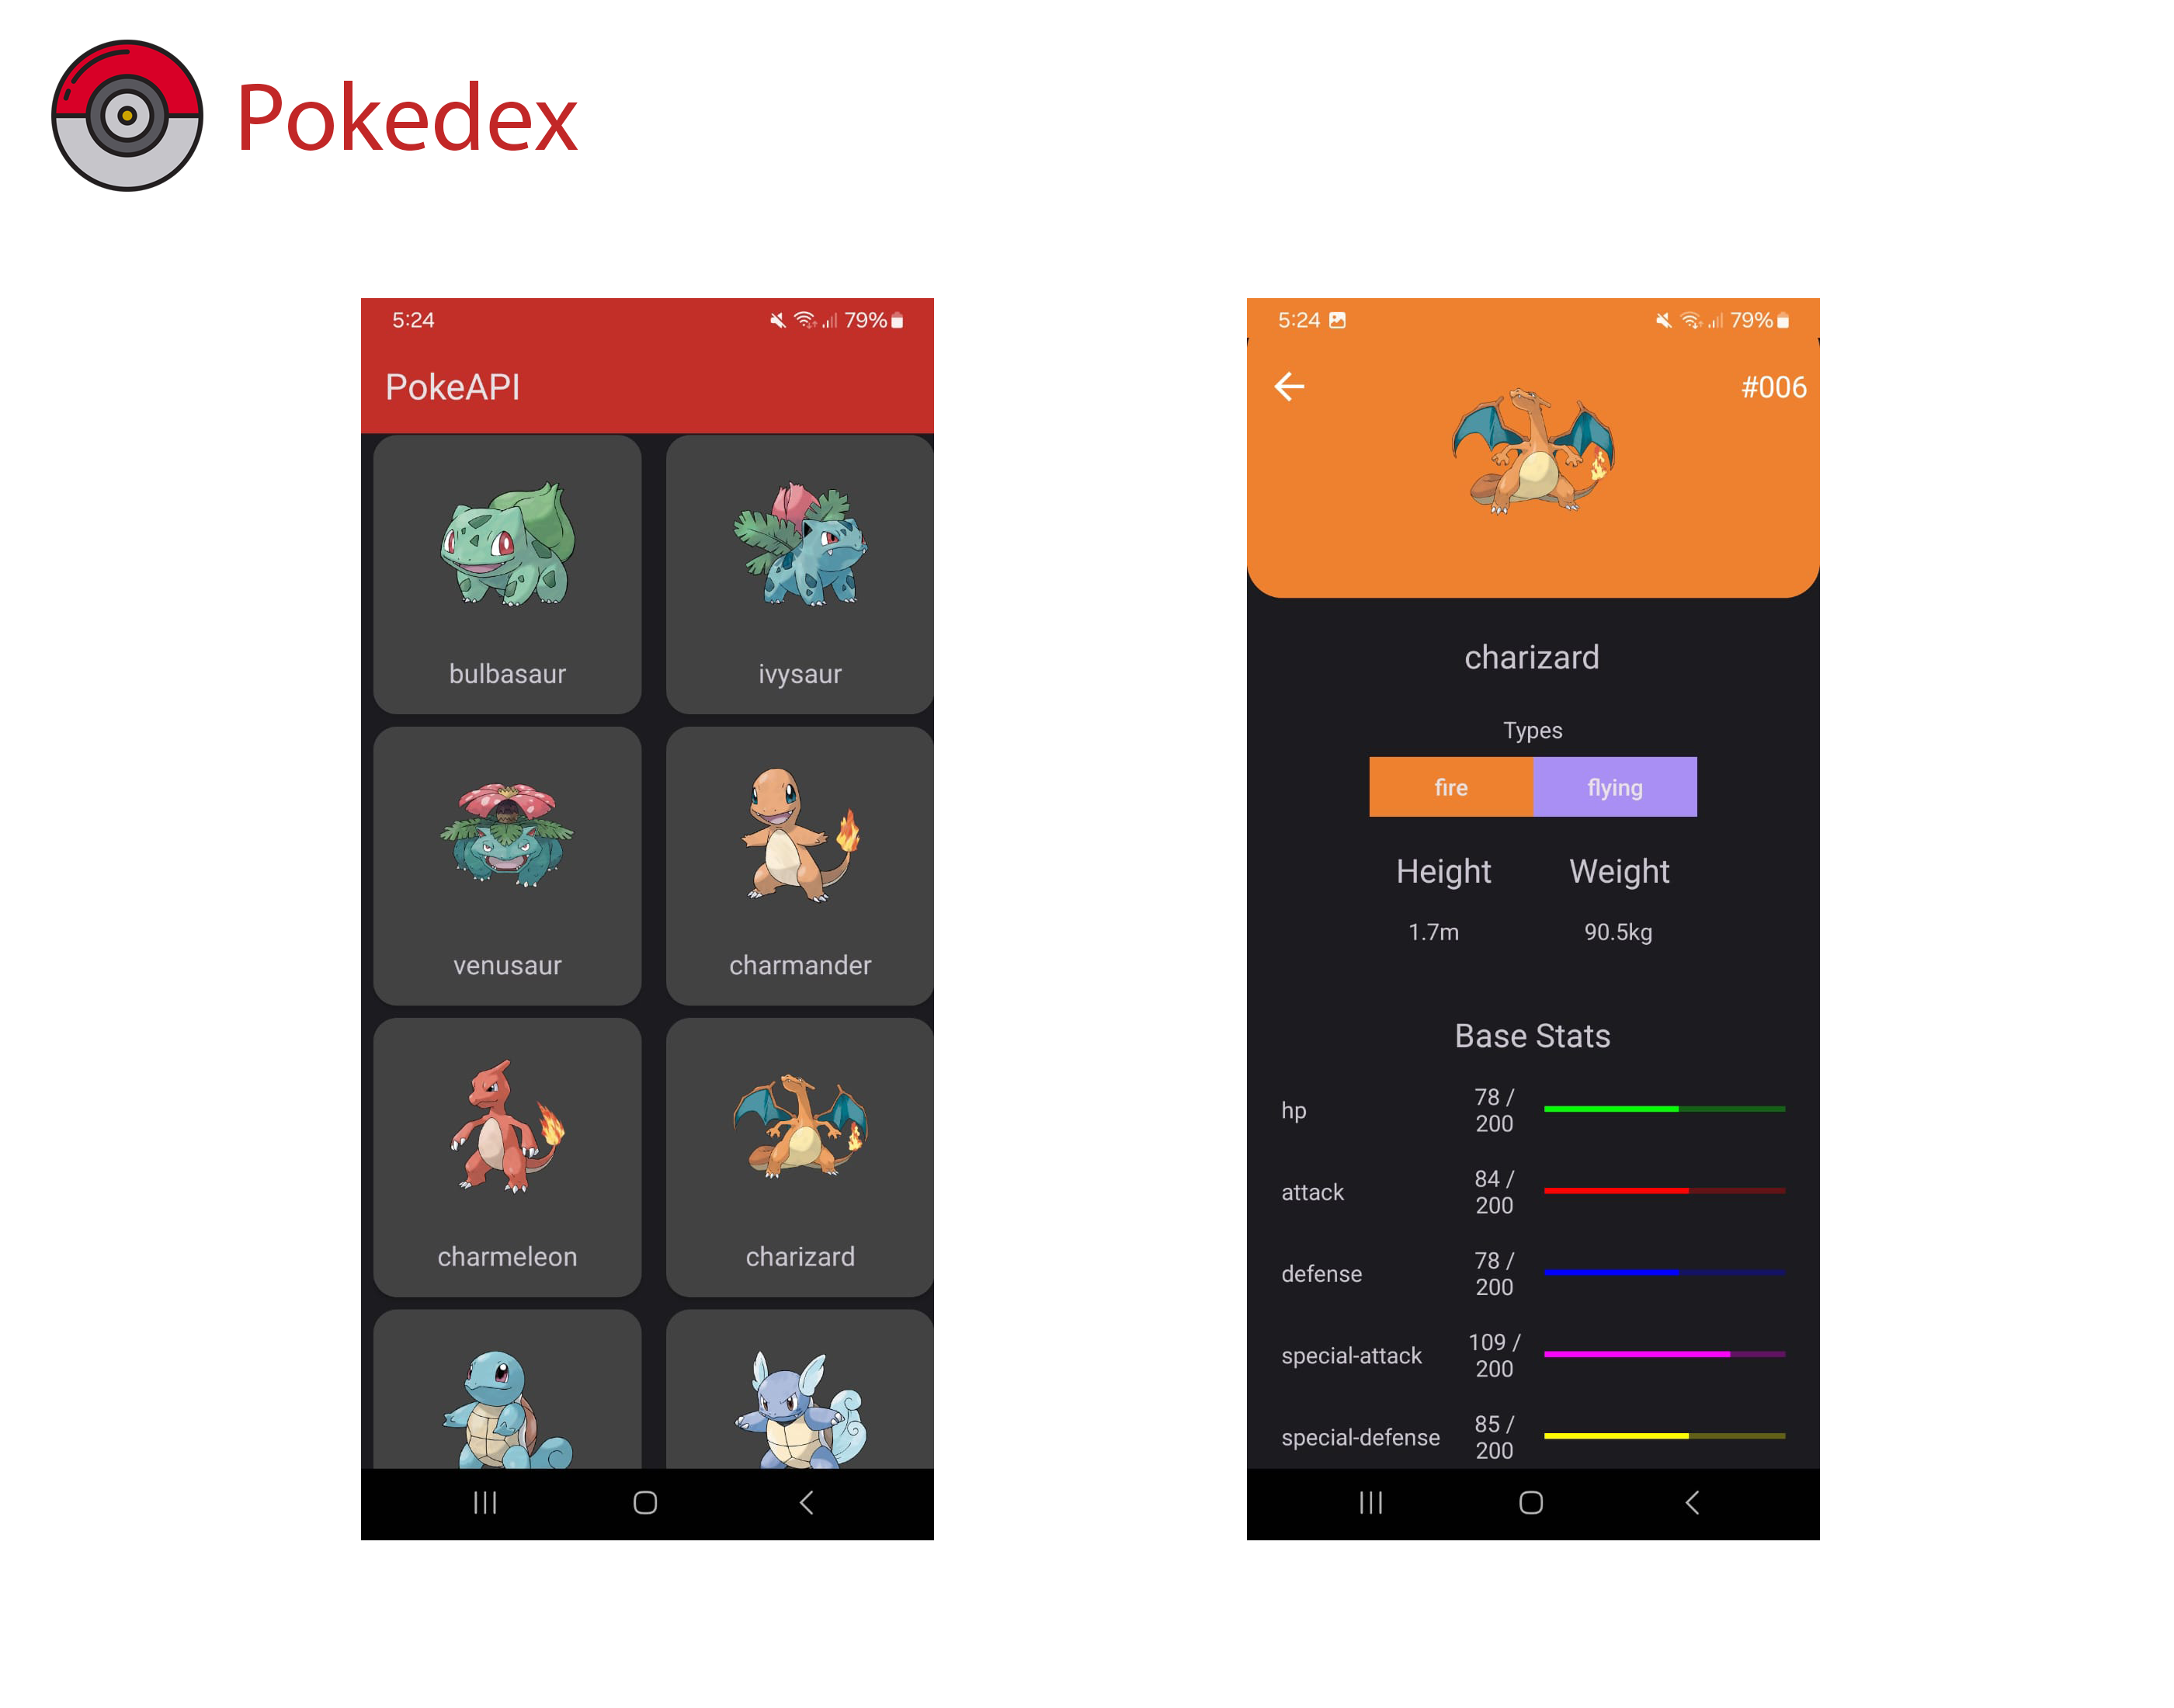 Pokedex
5:24 79%
PokeAPI
bulbasaur ivysaur
venusaur charmander
charmeleon charizard
5:24 79%
#006
charizard
Types
fire flying
Height Weight
1.7m 90.5kg
Base Stats
hp 78 /
200
attack 84 /
200
defense 78 /
200
special-attack 109 /
200
special-defense 85 /
200